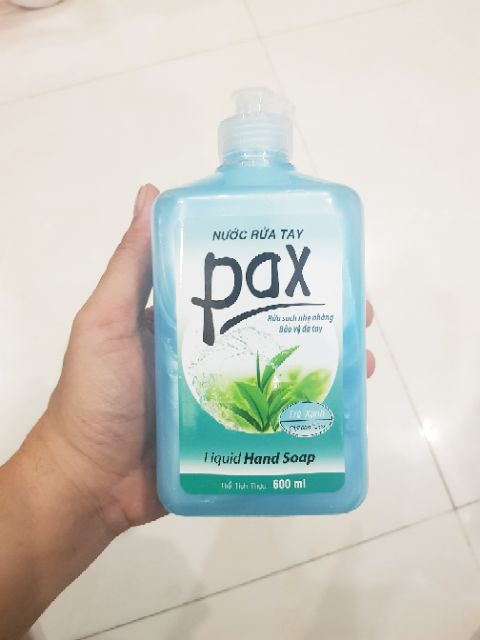 NƯỚC RỬA TAY
pax
Rửa sạch nhẹ nhàng
Bảo vệ da tay
Trà Xanh
Liquid Hand Soap
Thể Tích Thực: 600 ml